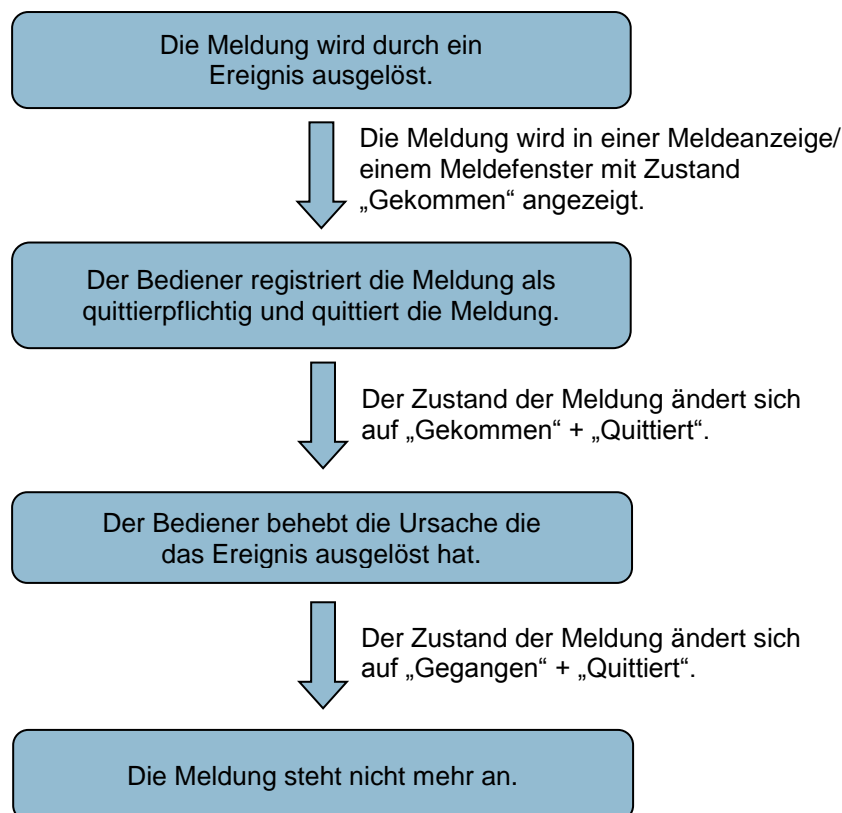 Die Meldung wird durch ein
Ereignis ausgelöst.
Die Meldung wird in einer Meldeanzeige/
einem Meldefenster mit Zustand
„Gekommen“ angezeigt.
Der Bediener registriert die Meldung als
quittierpflichtig und quittiert die Meldung.
Der Zustand der Meldung ändert sich
auf „Gekommen“ + „Quittiert“.
Der Bediener behebt die Ursache die
das Ereignis ausgelöst hat.
Der Zustand der Meldung ändert sich
auf „Gegangen“ + „Quittiert“.
Die Meldung steht nicht mehr an.